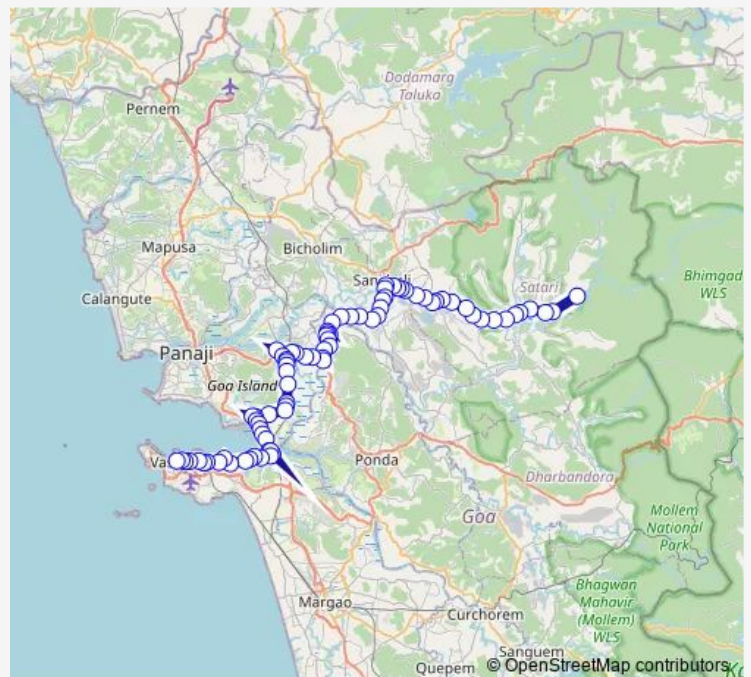 Dodamarg
Taluka
Pernem
Mapusa
Bicholim
Calangute
Satari
Bhimgad
WLS
Panaji
Goa Island
Ponda
Dharbandora
Goa
Mollem
National
Park
Bhagwan
Mahavir
(Mollem)
WLS
Margao
Curchorem
Sanguem
Quepem
© OpenStreetMap contributors